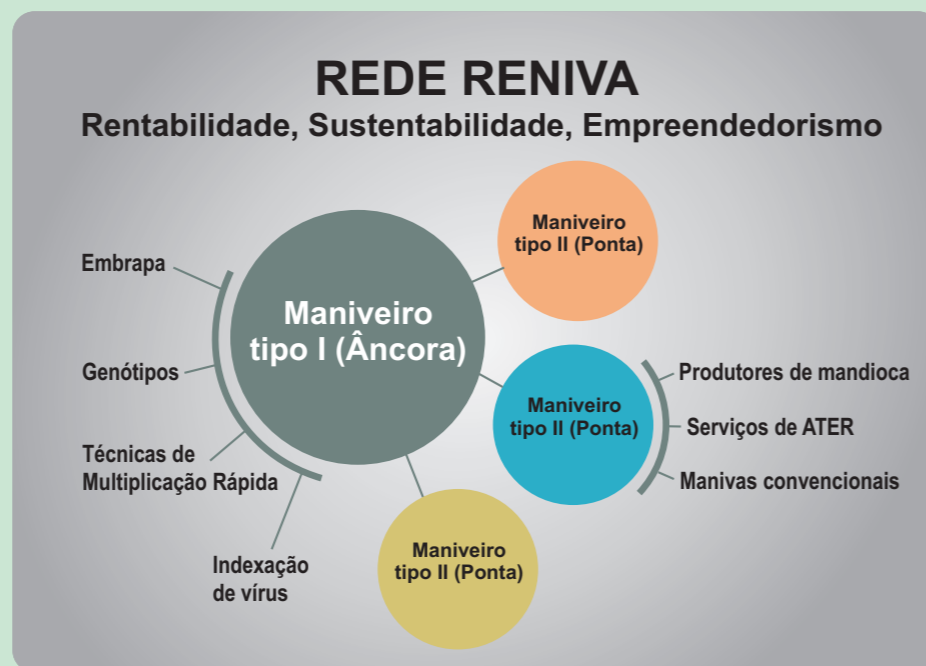 REDE RENIVA
Rentabilidade, Sustentabilidade, Empreendedorismo
Embrapa
Genótipos
Técnicas de
Multiplicação Rápida
Indexação
de vírus
Maniveiro
tipo I (Âncora)
Maniveiro
tipo II (Ponta)
Maniveiro
tipo II (Ponta)
Maniveiro
tipo II (Ponta)
Produtores de mandioca
Serviços de ATER
Manivas convencionais